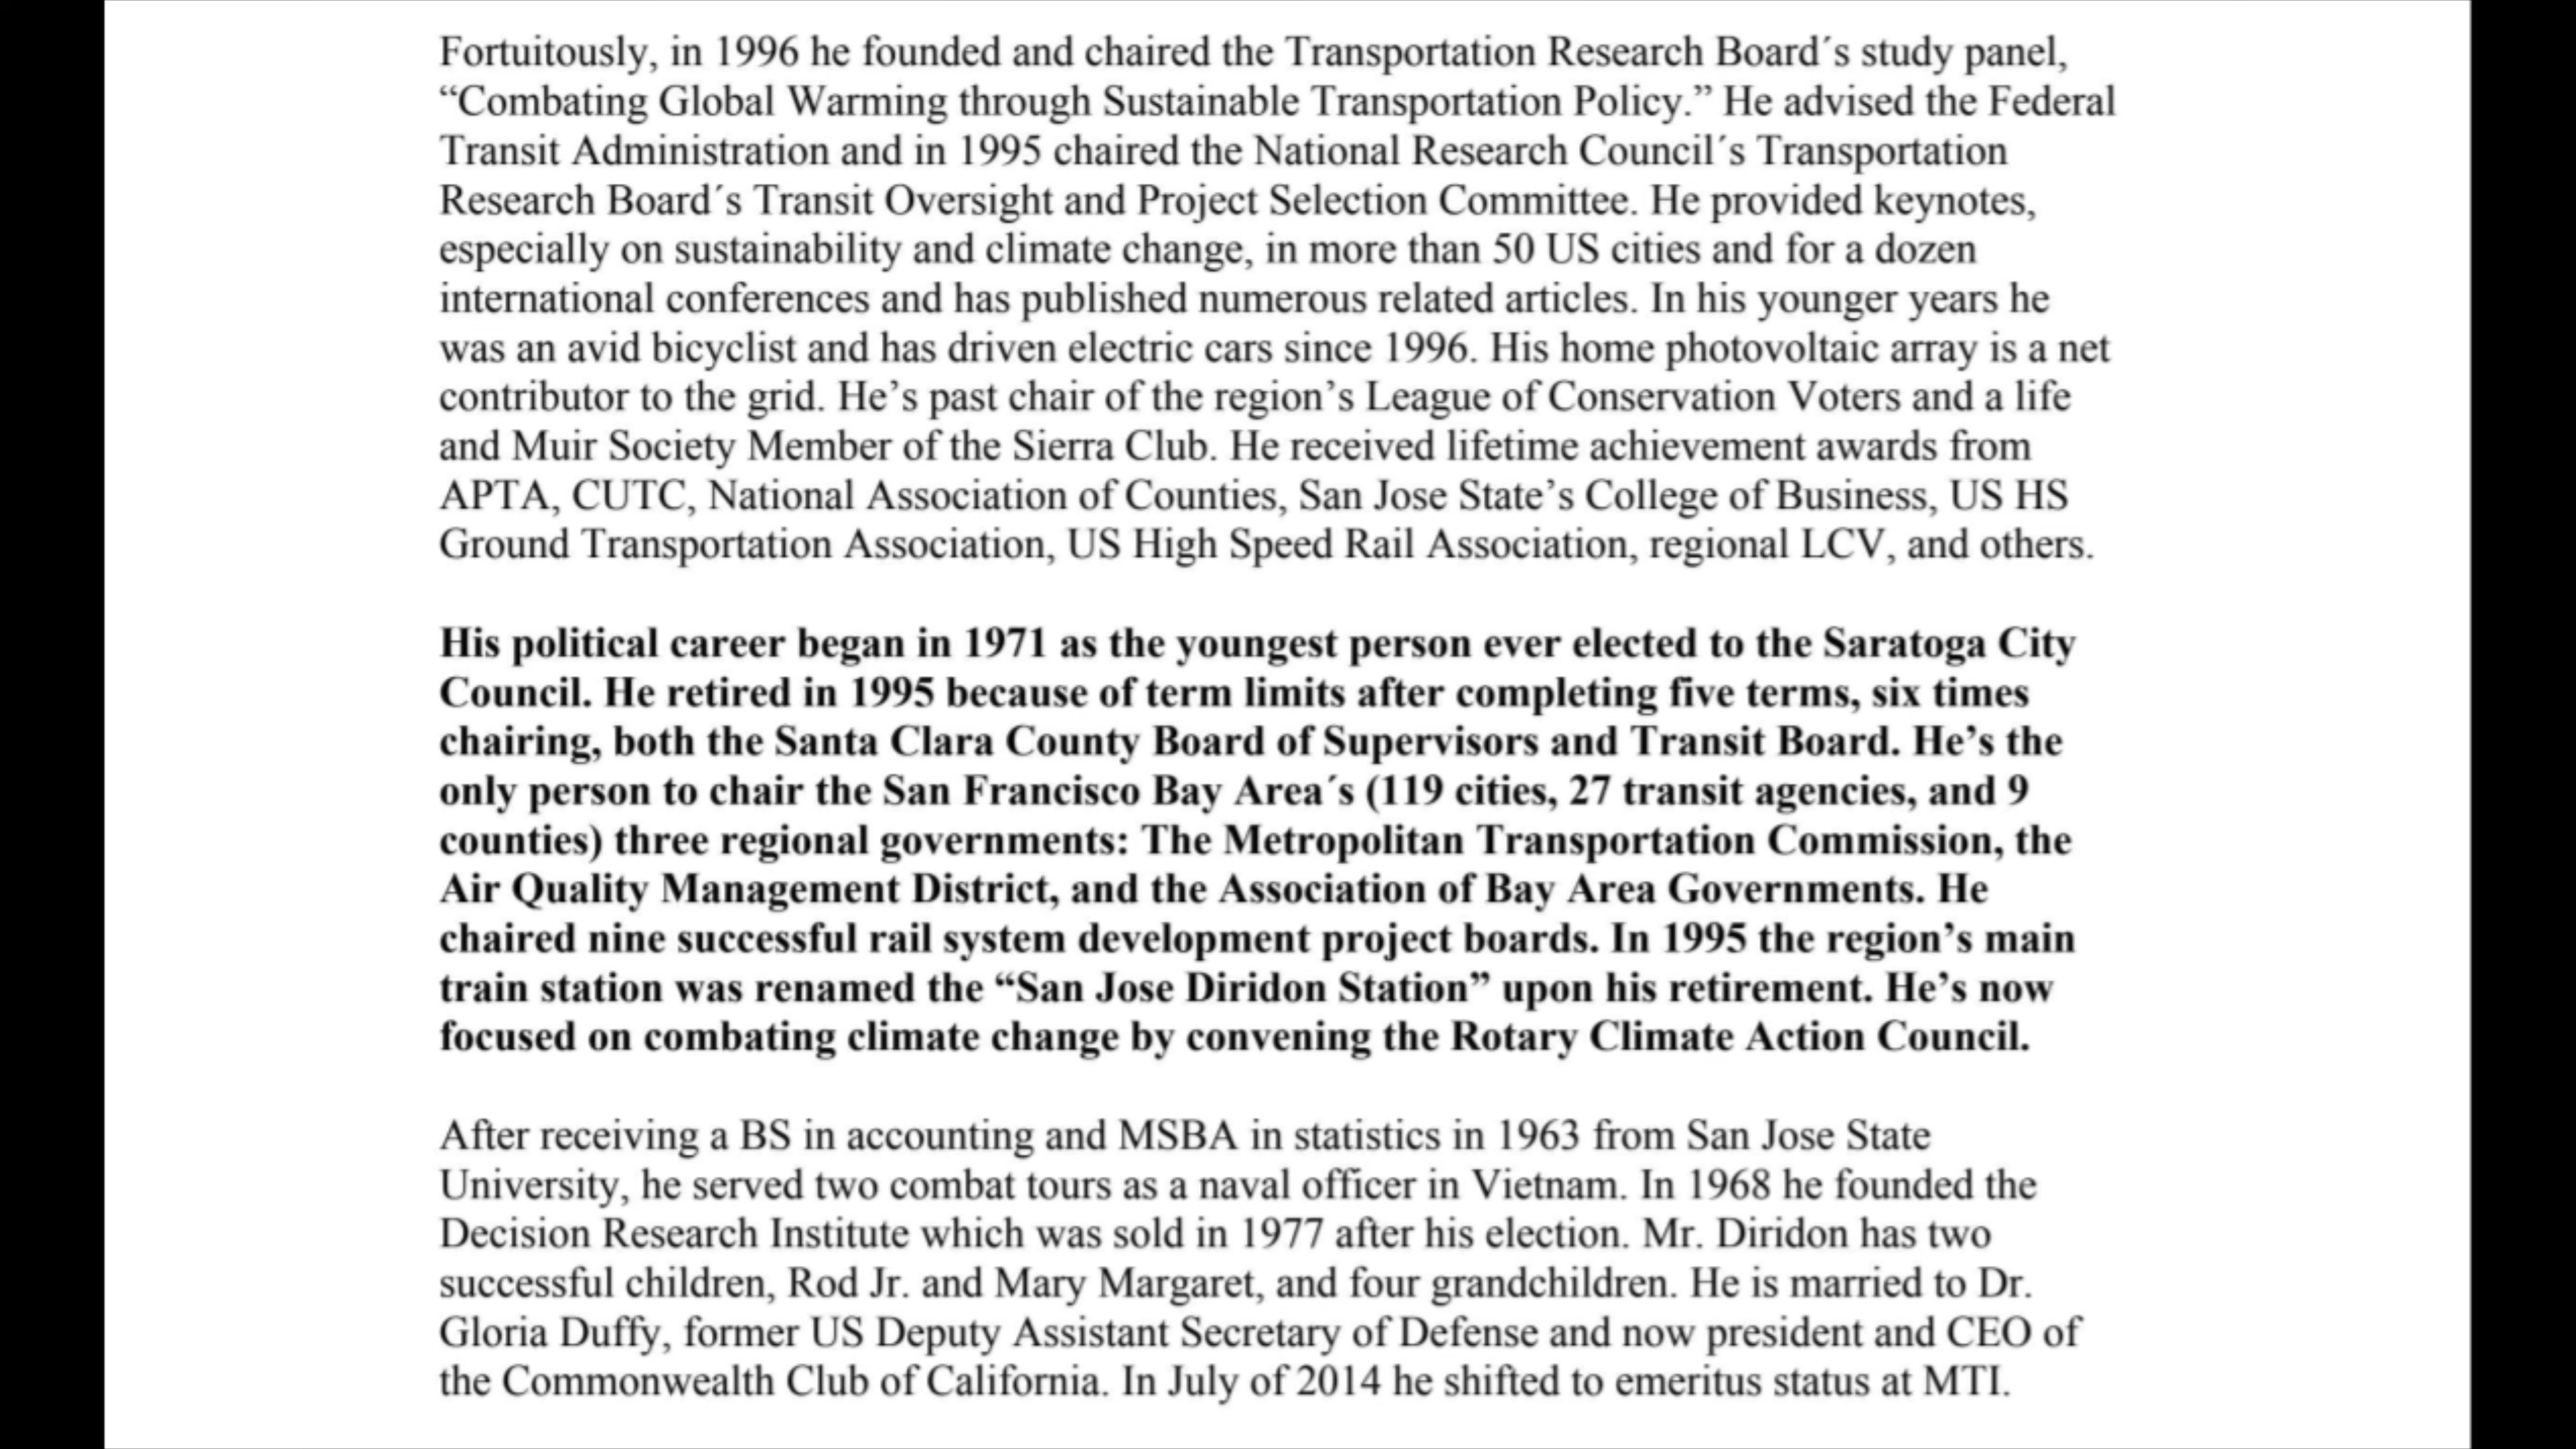 Fortuitously, in 1996 he founded and chaired the Transportation Research Board´s study panel,
“Combating Global Warming through Sustainable Transportation Policy.” He advised the Federal
Transit Administration and in 1995 chaired the National Research Council´s Transportation
Research Board´s Transit Oversight and Project Selection Committee. He provided keynotes,
especially on sustainability and climate change, in more than 50 US cities and for a dozen
international conferences and has published numerous related articles. In his younger years he
was an avid bicyclist and has driven electric cars since 1996. His home photovoltaic array is a net
contributor to the grid. He’s past chair of the region’s League of Conservation Voters and a life
and Muir Society Member of the Sierra Club. He received lifetime achievement awards from
APTA, CUTC, National Association of Counties, San Jose State’s College of Business, US HS
Ground Transportation Association, US High Speed Rail Association, regional LCV, and others.
His political career began in 1971 as the youngest person ever elected to the Saratoga City
Council. He retired in 1995 because of term limits after completing five terms, six times
chairing, both the Santa Clara County Board of Supervisors and Transit Board. He’s the
only person to chair the San Francisco Bay Area´s (119 cities, 27 transit agencies, and 9
counties) three regional governments: The Metropolitan Transportation Commission, the
Air Quality Management District, and the Association of Bay Area Governments. He
chaired nine successful rail system development project boards. In 1995 the region’s main
train station was renamed the “San Jose Diridon Station” upon his retirement. He’s now
focused on combating climate change by convening the Rotary Climate Action Council.
After receiving a BS in accounting and MSBA in statistics in 1963 from San Jose State
University, he served two combat tours as a naval officer in Vietnam. In 1968 he founded the
Decision Research Institute which was sold in 1977 after his election. Mr. Diridon has two
successful children, Rod Jr. and Mary Margaret, and four grandchildren. He is married to Dr.
Gloria Duffy, former US Deputy Assistant Secretary of Defense and now president and CEO of
the Commonwealth Club of California. In July of 2014 he shifted to emeritus status at MTI.